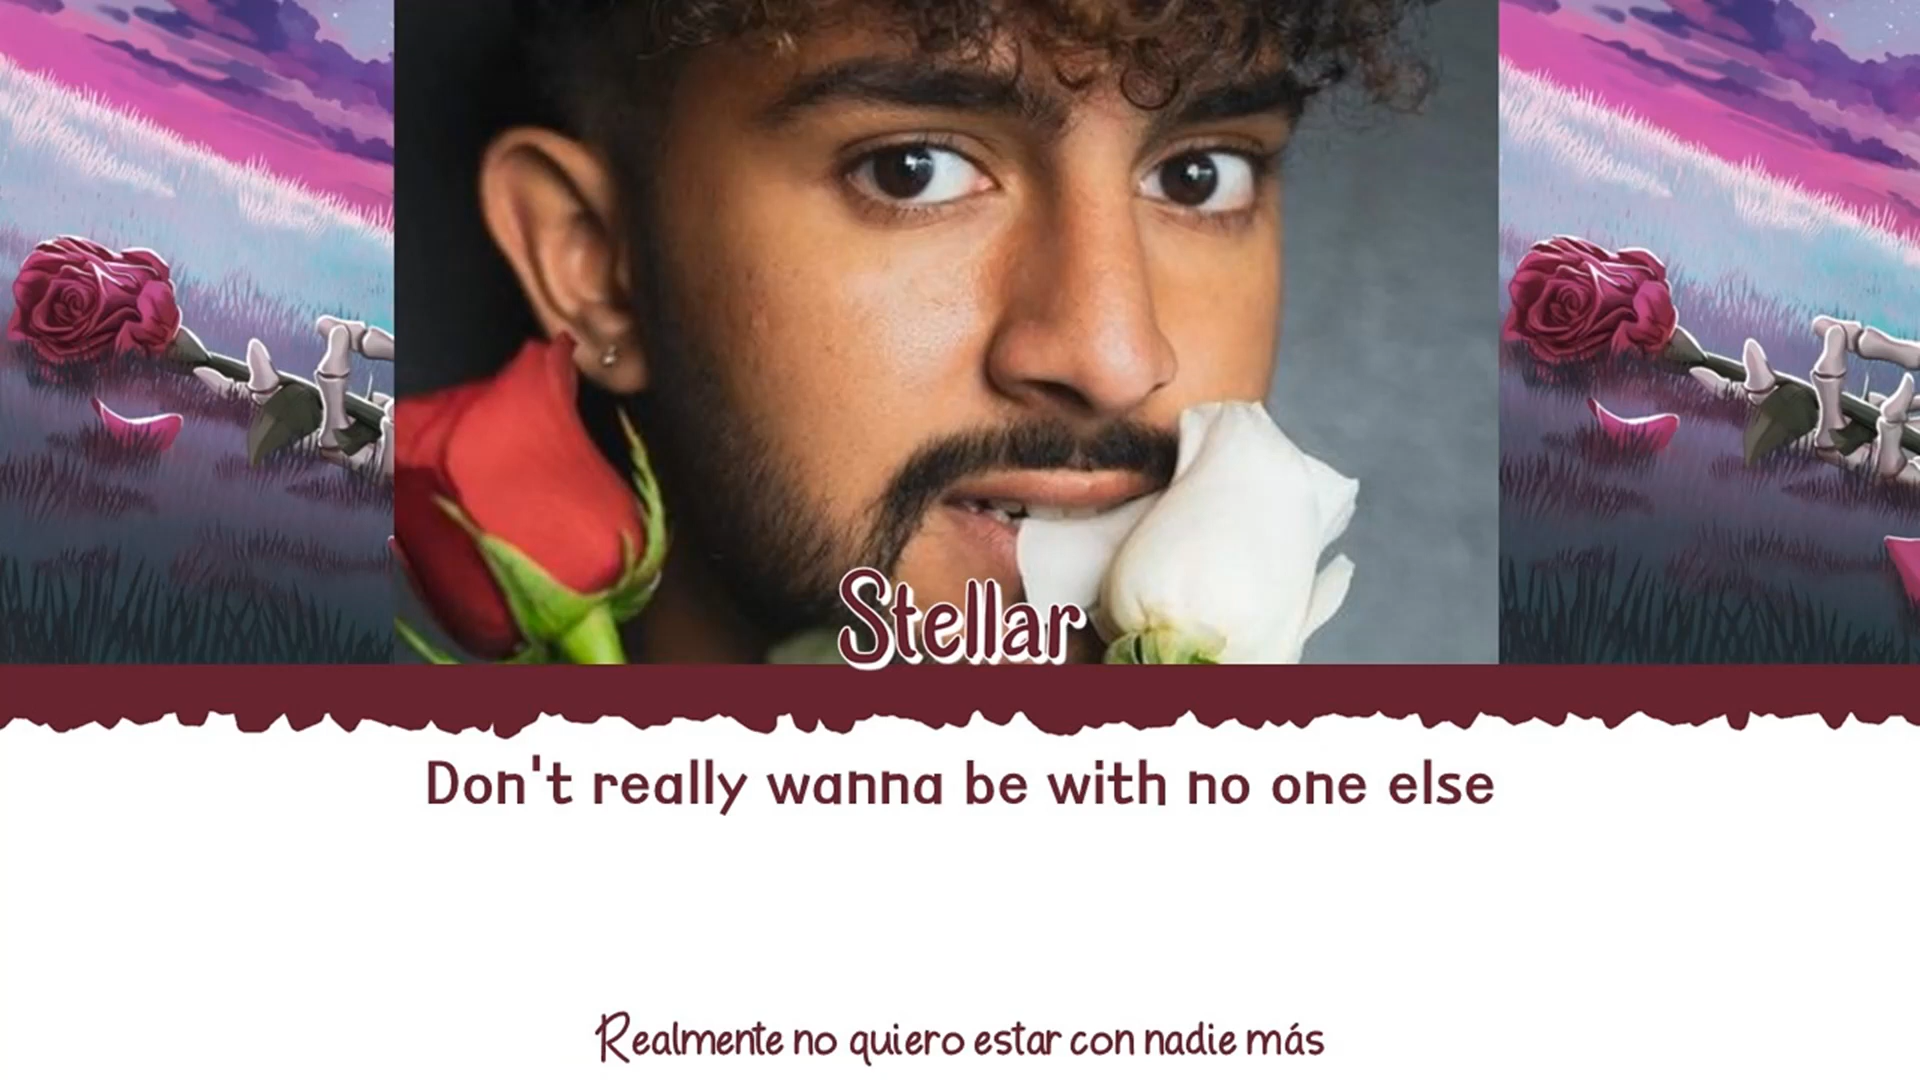 Stellar
Don't really wanna be with no one else
Realmente no quiero estar con nadie más